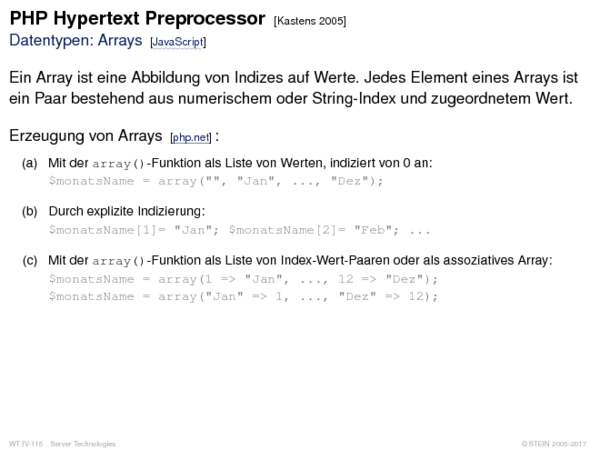 PHP Hypertext Preprocessor [Kastens 2005]
Datentypen: Arrays [JavaScript]
Ein Array ist eine Abbildung von Indizes auf Werte. Jedes Element eines Arrays ist
ein Paar bestehend aus numerischem oder String-Index und zugeordnetem Wert.
Erzeugung von Arrays [php.net] :
(a) Mit der array()-Funktion als Liste von Werten, indiziert von 0 an:
$monatsName = array("", "Jan", ..., "Dez");
(b) Durch explizite Indizierung:
$monatsName[1]= "Jan"; $monatsName[2]= "Feb"; ...
(c) Mit der array()-Funktion als Liste von Index-Wert-Paaren oder als assoziatives Array:
$monatsName = array(1 => "Jan", ..., 12 => "Dez");
$monatsName = array("Jan" => 1, ..., "Dez" => 12);
WT:IV-116 Server Technologies © STEIN 2005-2017